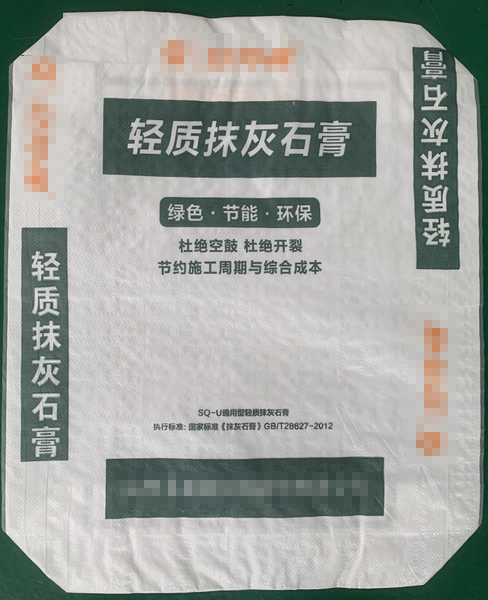 轻质抹灰石膏
绿色·节能·环保
杜绝空鼓 杜绝开裂
节约施工周期与综合成本
SQ-U通用型轻质抹灰石膏
执行标准: 国家标准《抹灰石膏》GB/T28627-2012
轻质抹灰石膏
轻质抹灰石膏